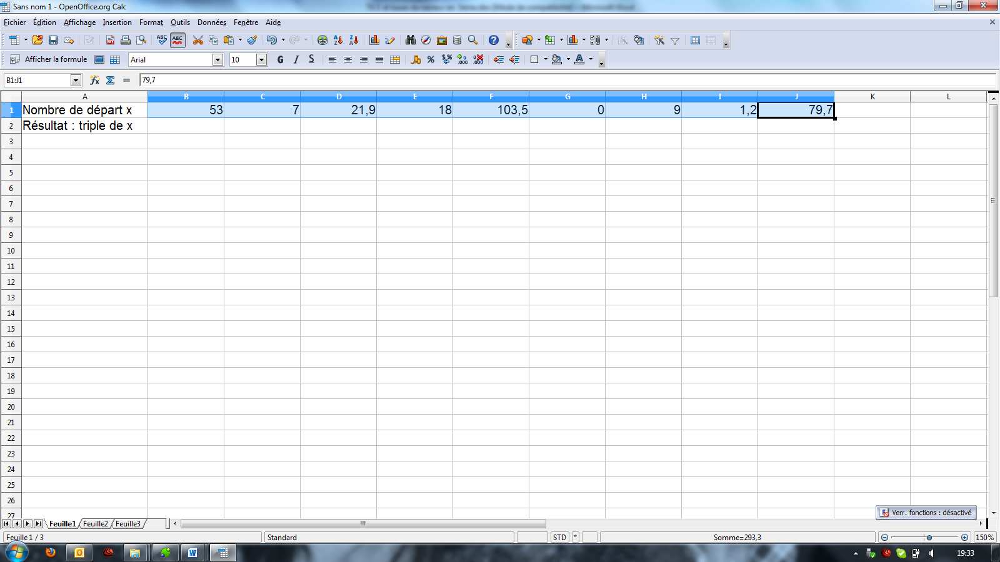 Sans nom 1 - OpenOffice.org Calc
Fichier Édition Affichage Insertion Format Outils Données Fenêtre Aide
Afficher la formule Arial 10 G I S
B1:J1 79,7
A B C D E F G H I J K L
1 Nombre de départ x 53 7 21,9 18 103,5 0 9 1,2 79,7
2 Résultat : triple de x
3
4
5
6
7
8
9
10
11
12
13
14
15
16
17
18
19
20
21
22
23
24
25
26
27
Verr. fonctions : désactivé
Feuille1 Feuille2 Feuille3
Feuille 1 / 3 Standard STD * Somme=293,3 150%
19:33